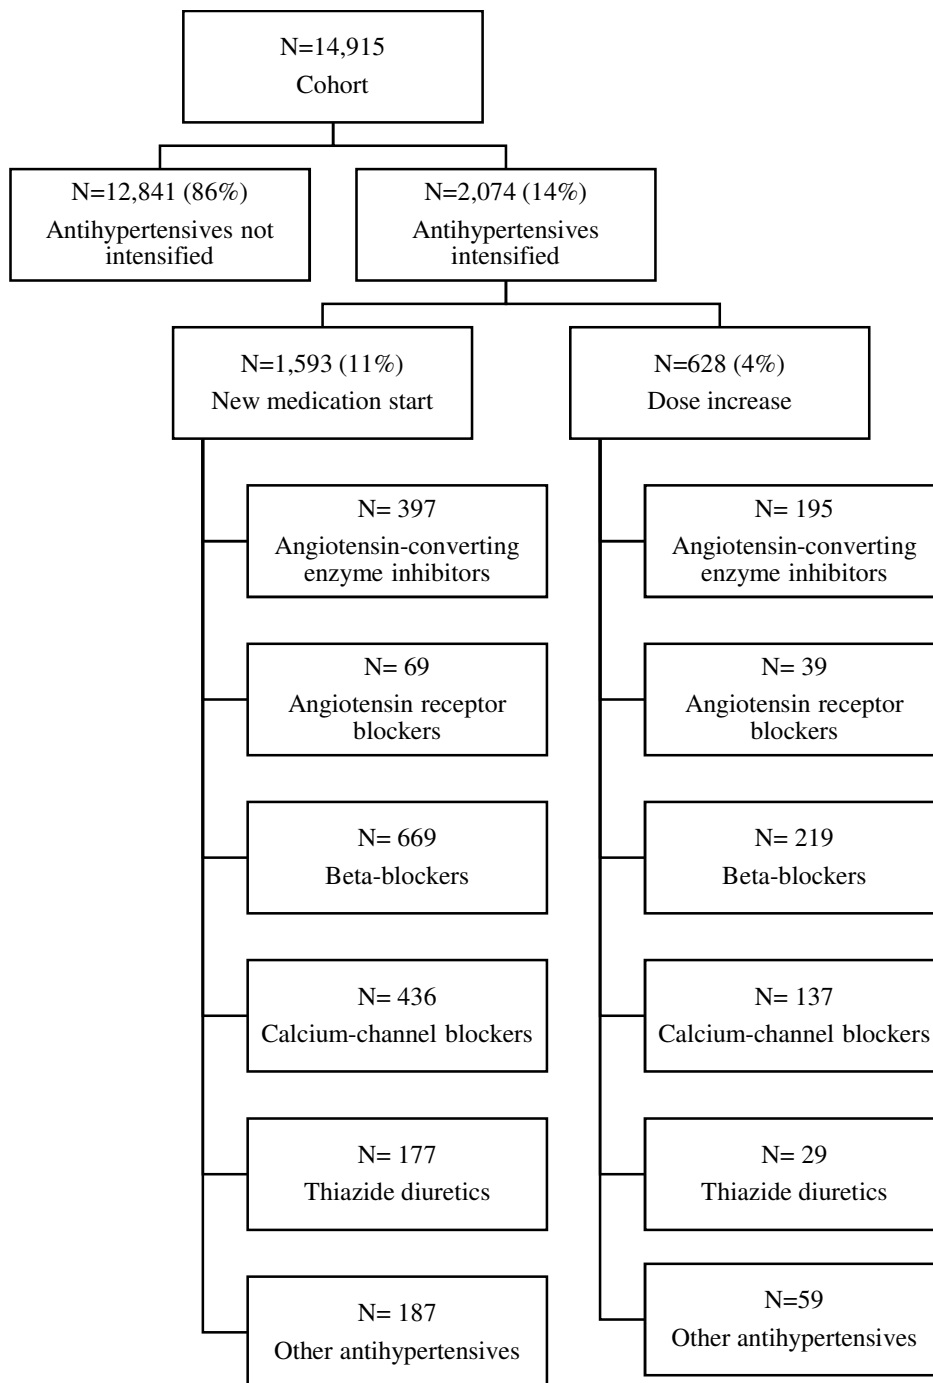 N=14,915
Cohort
N=12,841 (86%)
Antihypertensives not
intensified
N=2,074 (14%)
Antihypertensives
intensified
N=1,593 (11%)
New medication start
N=628 (4%)
Dose increase
N= 397
Angiotensin-converting
enzyme inhibitors
N= 195
Angiotensin-converting
enzyme inhibitors
N= 69
Angiotensin receptor
blockers
N= 39
Angiotensin receptor
blockers
N= 669
Beta-blockers
N= 219
Beta-blockers
N= 436
Calcium-channel blockers
N= 137
Calcium-channel blockers
N= 177
Thiazide diuretics
N= 29
Thiazide diuretics
N= 187
Other antihypertensives
N=59
Other antihypertensives